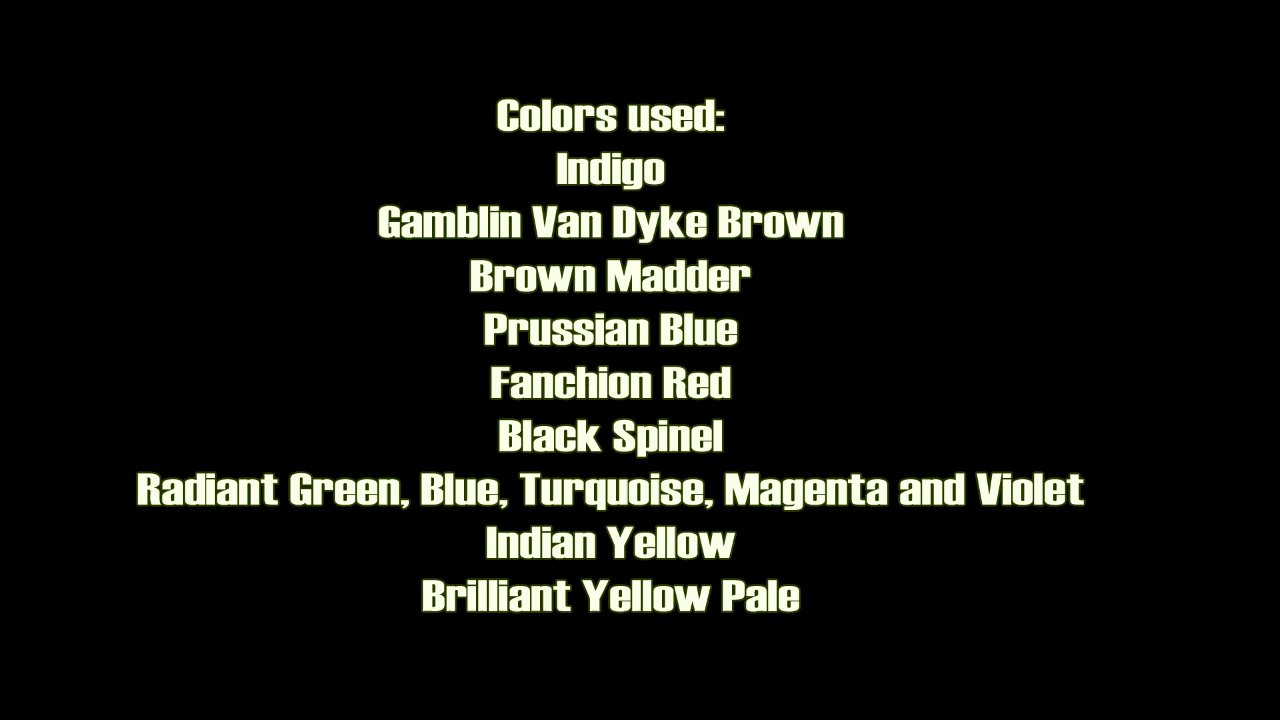 Colors used:
Indigo
Gamblin Van Dyke Brown
Brown Madder
Prussian Blue
Fanchion Red
Black Spinel
Radiant Green, Blue, Turquoise, Magenta and Violet
Indian Yellow
Brilliant Yellow Pale